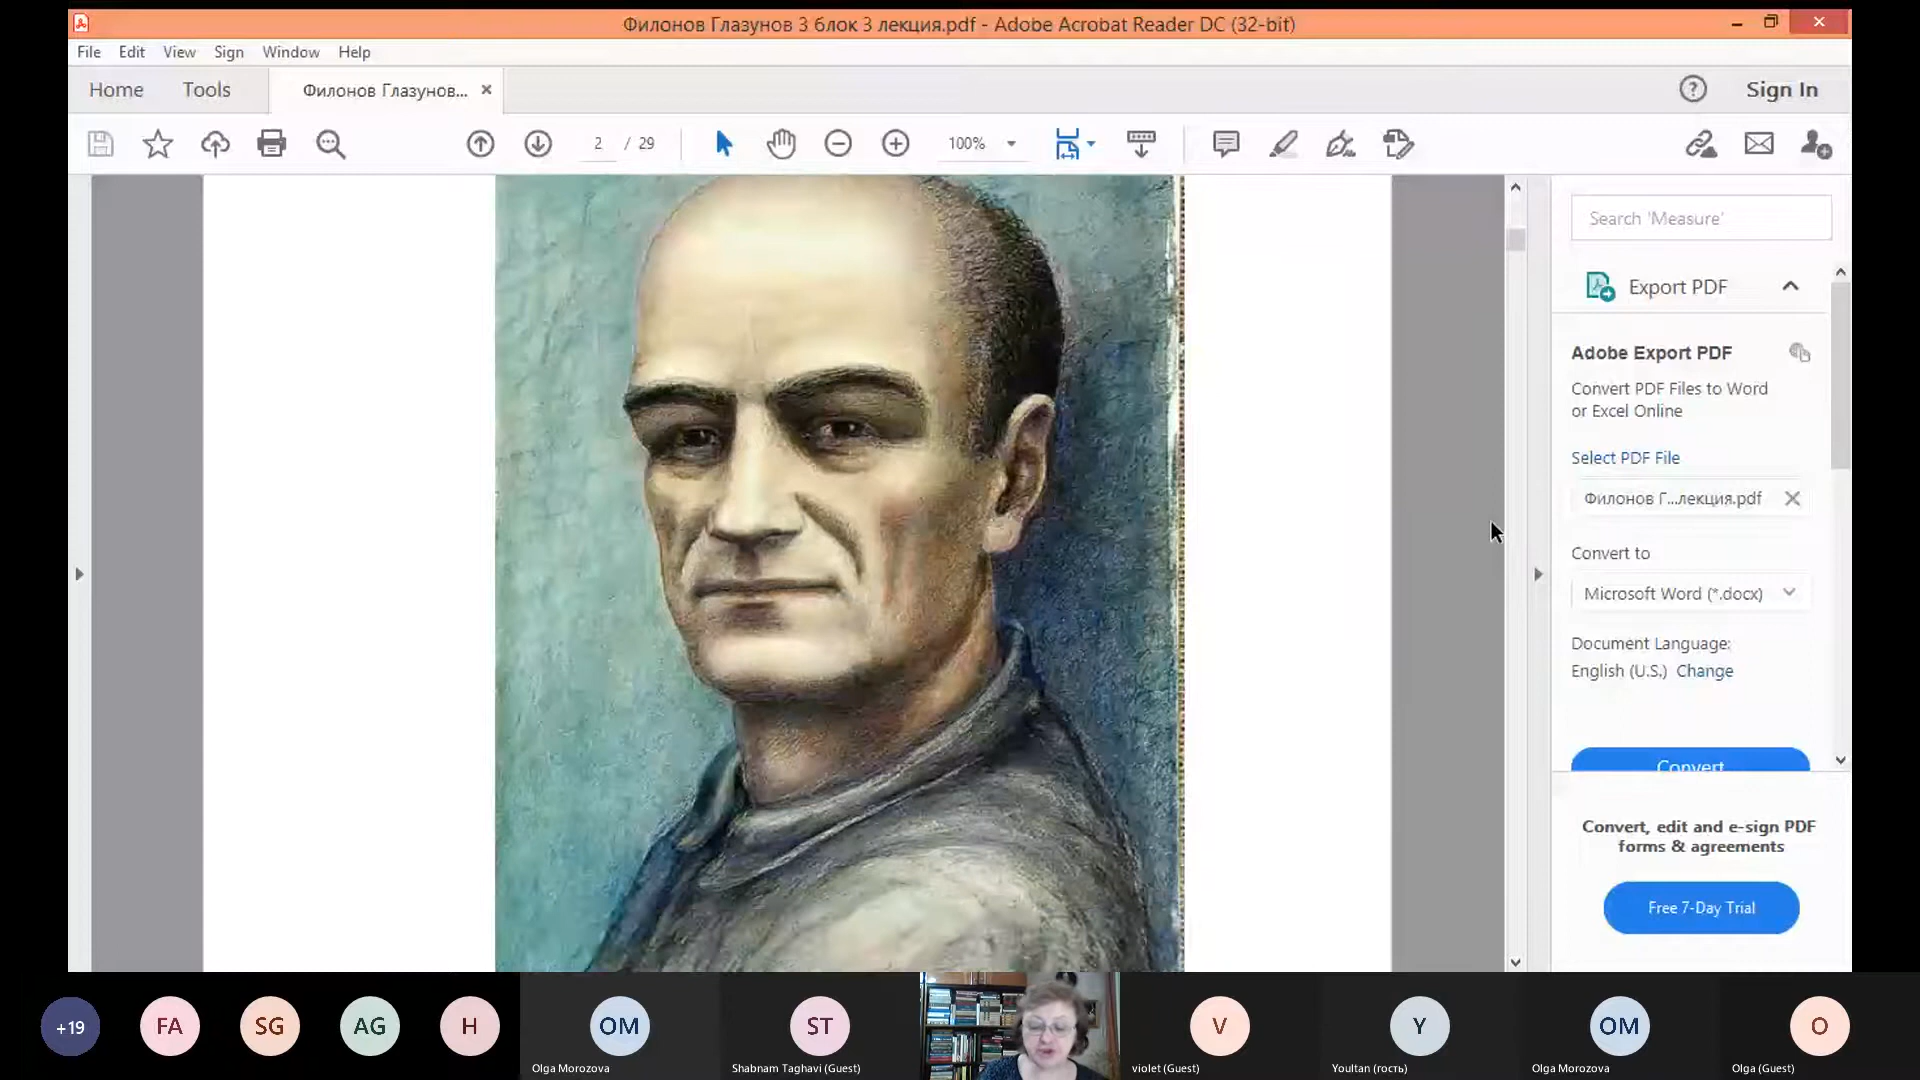 Филонов Глазунов 3 блок 3 лекция.pdf - Adobe Acrobat Reader DC (32-bit)
File Edit View Sign Window Help
Home Tools Филонов Глазунов... Sign In
2 / 29 100%
Search 'Measure'
Export PDF
Adobe Export PDF
Convert PDF Files to Word
or Excel Online
Select PDF File
Филонов Г...лекция.pdf
Convert to
Microsoft Word (*.docx)
Document Language:
English (U.S.) Change
Convert
Convert, edit and e-sign PDF
forms & agreements
Free 7-Day Trial
+19 FA SG AG H OM ST V Y OM O
Olga Morozova Shabnam Taghavi (Guest) violet (Guest) Youltan (гость) Olga Morozova Olga (Guest)